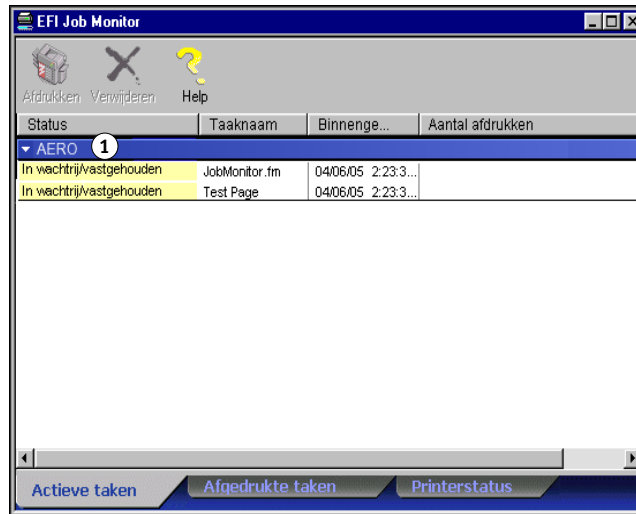 EFI Job Monitor
Afdrukken Verwijderen Help
Status Taaknaam Binnenge... Aantal afdrukken
AERO 1
In wachtrij/vastgehouden JobMonitor.fm 04/06/05 2:23:3...
In wachtrij/vastgehouden Test Page 04/06/05 2:23:3...
Actieve taken Afgedrukte taken Printerstatus